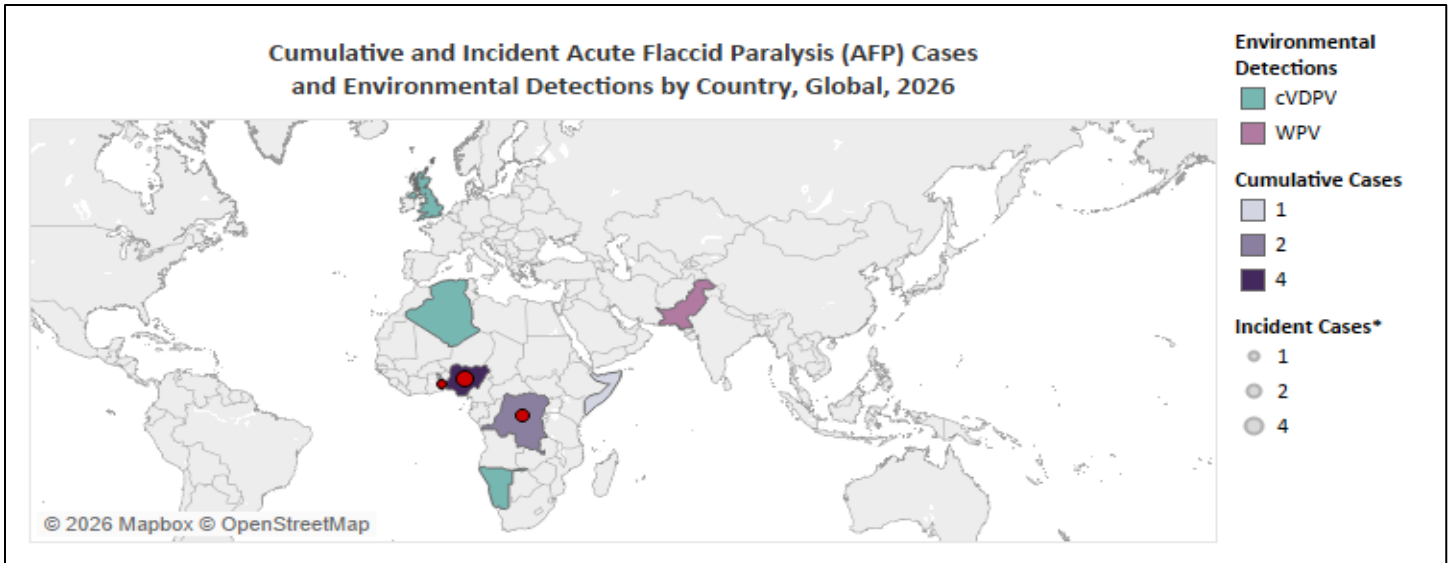 Cumulative and Incident Acute Flaccid Paralysis (AFP) Cases
and Environmental Detections by Country, Global, 2026
Environmental
Detections
cVDPV
WPV
Cumulative Cases
1
2
4
Incident Cases*
1
2
4
© 2026 Mapbox © OpenStreetMap